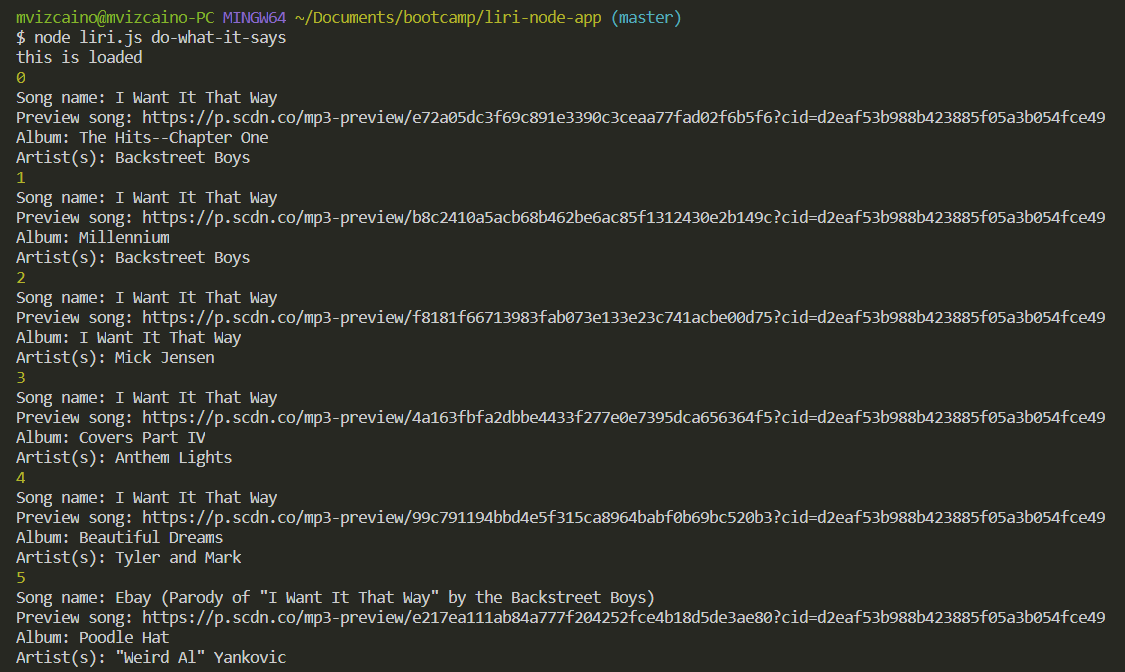 mvizcaino@mvizcaino-PC MINGW64 ~/Documents/bootcamp/liri-node-app (master)
$ node liri.js do-what-it-says
this is loaded
0
Song name: I Want It That Way
Preview song: https://p.scdn.co/mp3-preview/e72a05dc3f69c891e3390c3ceaa77fad02f6b5f6?cid=d2eaf53b988b423885f05a3b054fce49
Album: The Hits--Chapter One
Artist(s): Backstreet Boys
1
Song name: I Want It That Way
Preview song: https://p.scdn.co/mp3-preview/b8c2410a5acb68b462be6ac85f1312430e2b149c?cid=d2eaf53b988b423885f05a3b054fce49
Album: Millennium
Artist(s): Backstreet Boys
2
Song name: I Want It That Way
Preview song: https://p.scdn.co/mp3-preview/f8181f66713983fab073e133e23c741acbe00d75?cid=d2eaf53b988b423885f05a3b054fce49
Album: I Want It That Way
Artist(s): Mick Jensen
3
Song name: I Want It That Way
Preview song: https://p.scdn.co/mp3-preview/4a163fbfa2dbbe4433f277e0e7395dca656364f5?cid=d2eaf53b988b423885f05a3b054fce49
Album: Covers Part IV
Artist(s): Anthem Lights
4
Song name: I Want It That Way
Preview song: https://p.scdn.co/mp3-preview/99c791194bbd4e5f315ca8964babf0b69bc520b3?cid=d2eaf53b988b423885f05a3b054fce49
Album: Beautiful Dreams
Artist(s): Tyler and Mark
5
Song name: Ebay (Parody of "I Want It That Way" by the Backstreet Boys)
Preview song: https://p.scdn.co/mp3-preview/e217ea111ab84a777f204252fce4b18d5de3ae80?cid=d2eaf53b988b423885f05a3b054fce49
Album: Poodle Hat
Artist(s): "Weird Al" Yankovic